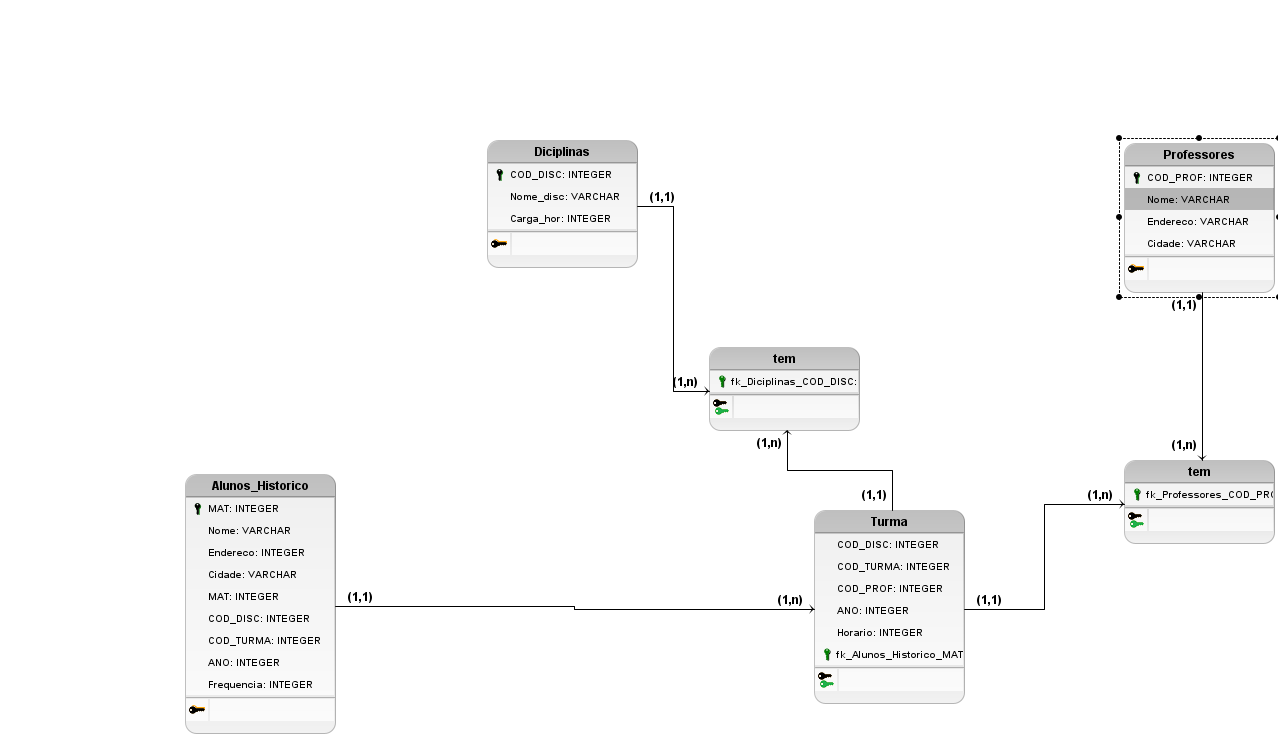 Diciplinas
COD_DISC: INTEGER
Nome_disc: VARCHAR
Carga_hor: INTEGER
(1,1)
Professores
COD_PROF: INTEGER
Nome: VARCHAR
Endereco: VARCHAR
Cidade: VARCHAR
(1,1)
tem
fk_Diciplinas_COD_DISC:
(1,n)
(1,n)
(1,n)
tem
fk_Professores_COD_PRO
(1,n)
Alunos_Historico
MAT: INTEGER
Nome: VARCHAR
Endereco: INTEGER
Cidade: VARCHAR
MAT: INTEGER
COD_DISC: INTEGER
COD_TURMA: INTEGER
ANO: INTEGER
Frequencia: INTEGER
(1,1)
(1,n)
(1,1)
Turma
COD_DISC: INTEGER
COD_TURMA: INTEGER
COD_PROF: INTEGER
ANO: INTEGER
Horario: INTEGER
fk_Alunos_Historico_MAT
(1,1)